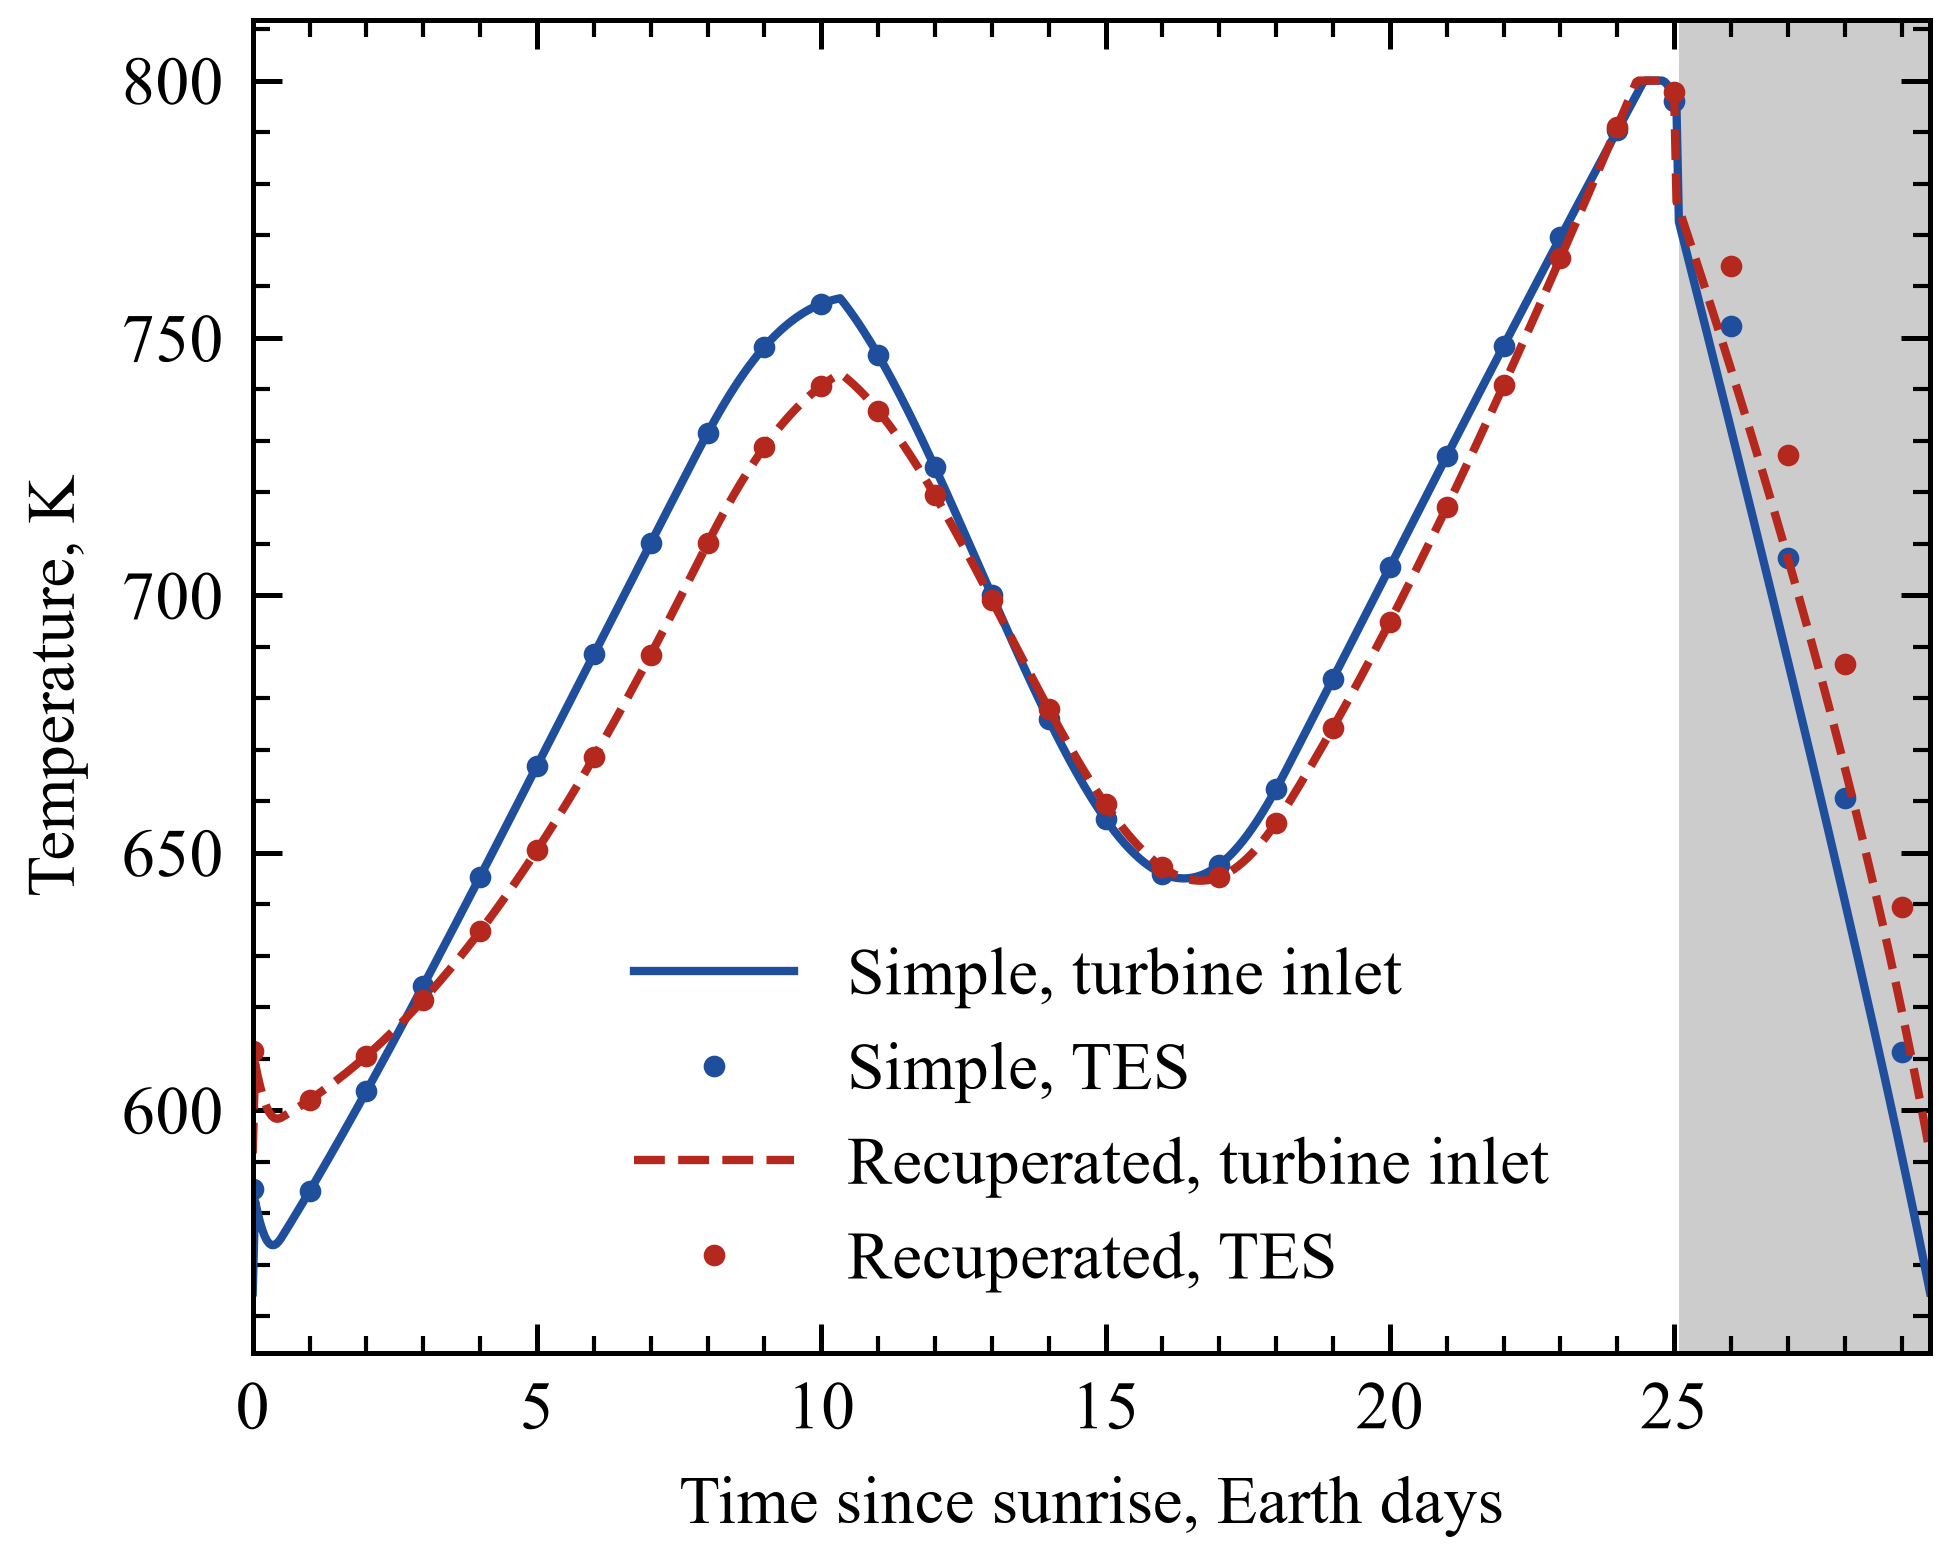 800
750
700
650
600
Temperature, K
Simple, turbine inlet
Simple, TES
Recuperated, turbine inlet
Recuperated, TES
0 5 10 15 20 25
Time since sunrise, Earth days